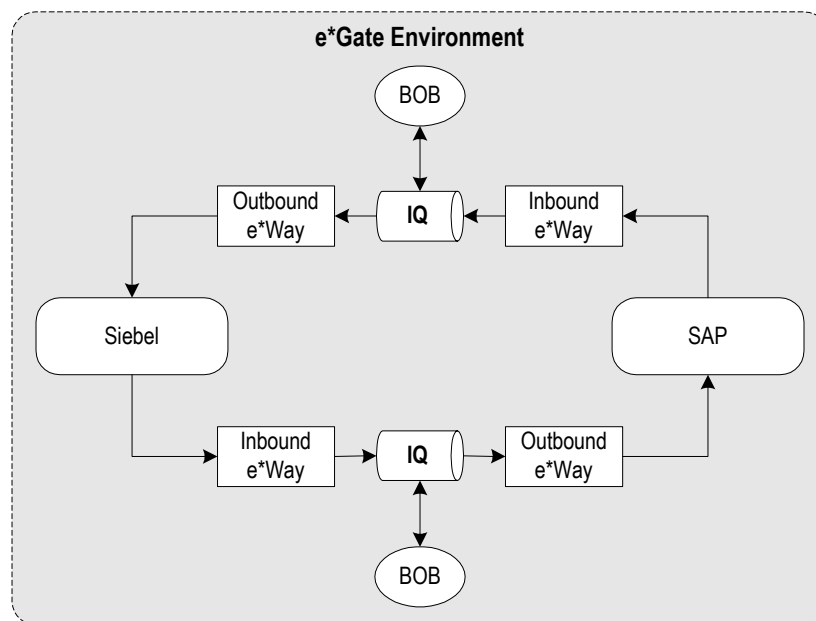 e*Gate Environment
BOB
Outbound
e*Way
IQ
Inbound
e*Way
Siebel
SAP
Inbound
e*Way
IQ
Outbound
e*Way
BOB